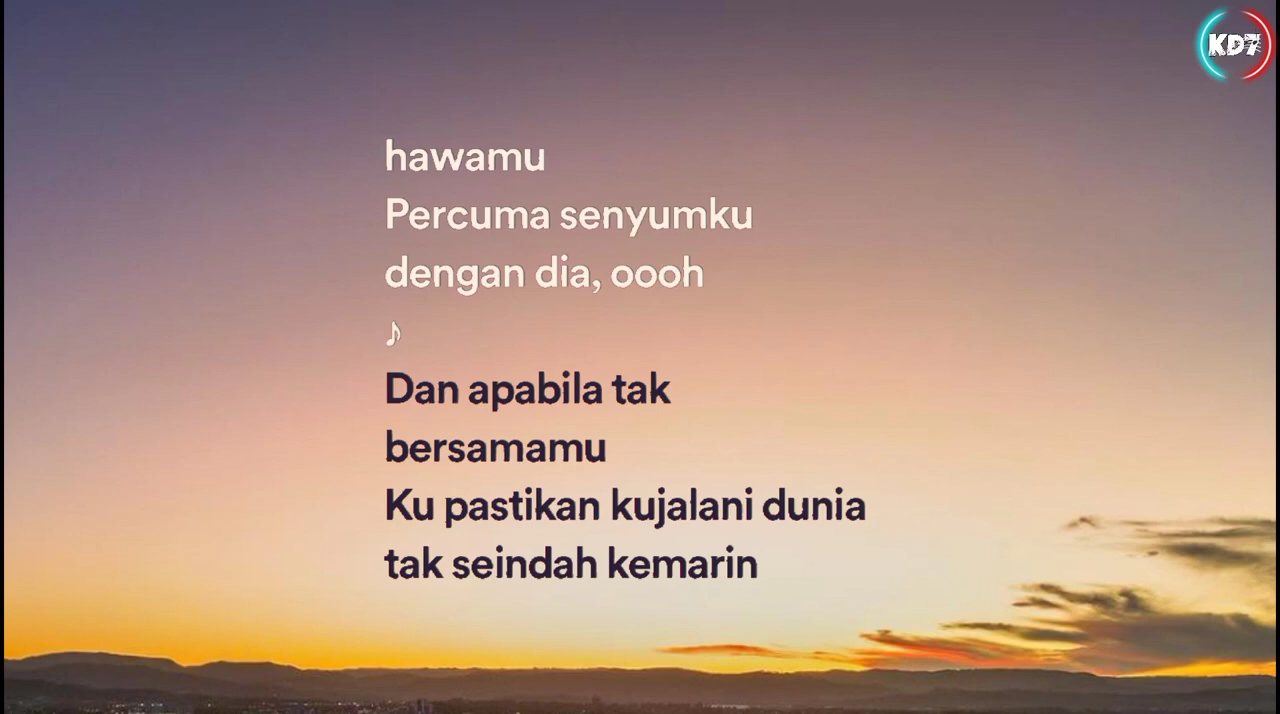 KD7
hawamu
Percuma senyumku
dengan dia, oooh
♪
Dan apabila tak
bersamamu
Ku pastikan kujalani dunia
tak seindah kemarin